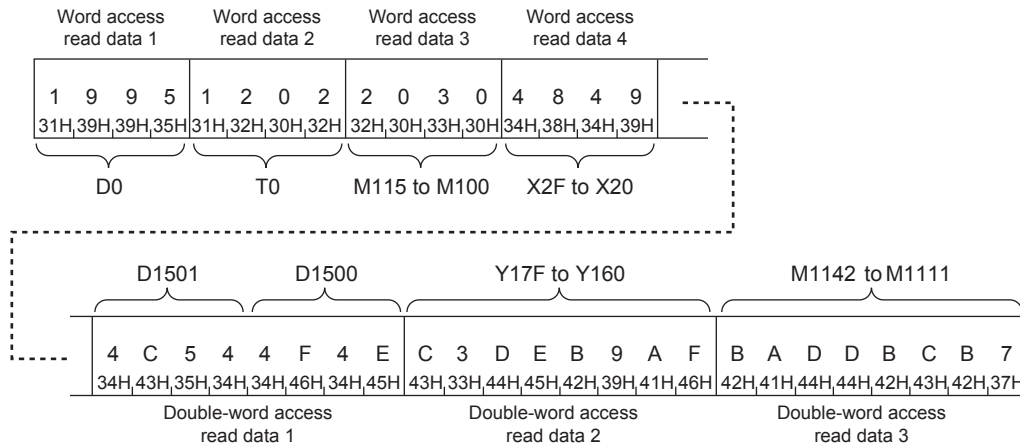 Word access Word access Word access Word access
read data 1 read data 2 read data 3 read data 4
1 9 9 5 1 2 0 2 2 0 3 0 4 8 4 9
31H 39H 39H 35H 31H 32H 30H 32H 32H 30H 33H 30H 34H 38H 34H 39H
D0 T0 M115 to M100 X2F to X20
D1501 D1500 Y17F to Y160 M1142 to M1111
4 C 5 4 4 F 4 E C 3 D E B 9 A F B A D D B C B 7
34H 43H 35H 34H 34H 46H 34H 45H 43H 33H 44H 45H 42H 39H 41H 46H 42H 41H 44H 44H 42H 43H 42H 37H
Double-word access Double-word access Double-word access
read data 1 read data 2 read data 3